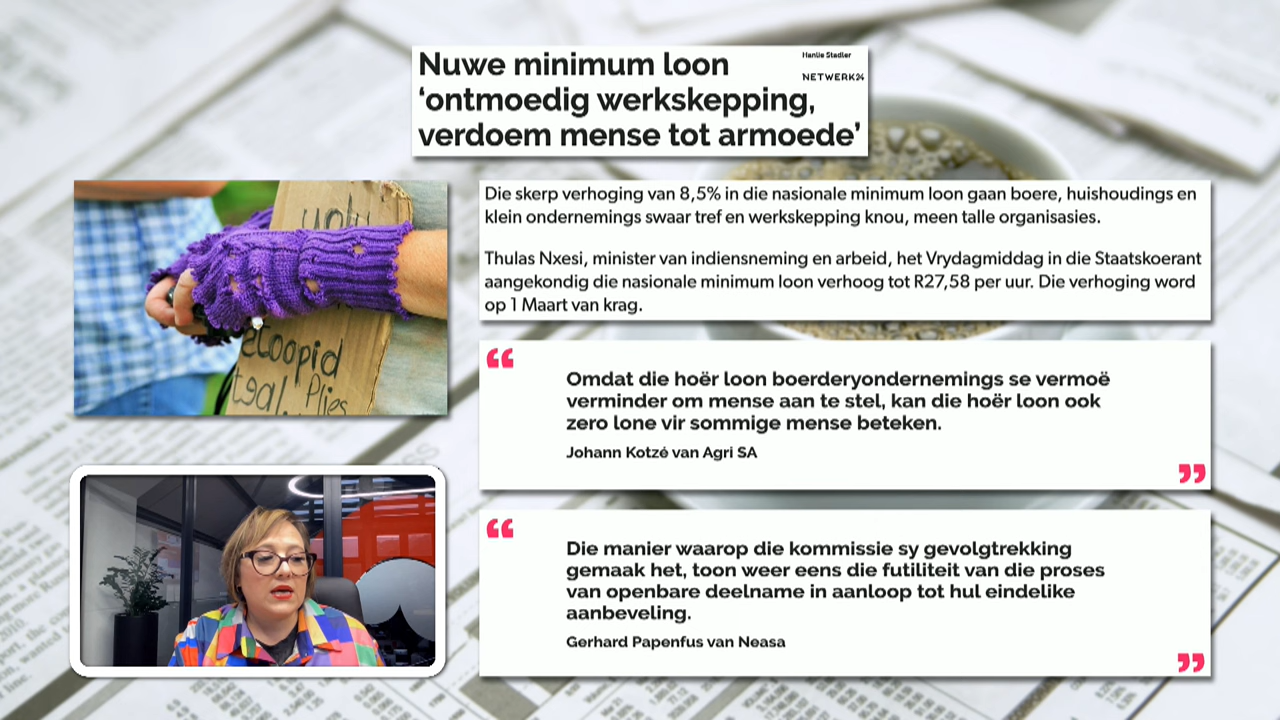 Nuwe minimum loon
‘ontmoedig werkskepping,
verdoem mense tot armoede’
Hanlie Stadler
NETWERK24
Die skerp verhoging van 8,5% in die nasionale minimum loon gaan boere, huishoudings en
klein ondernemings swaar tref en werkskepping knou, meen talle organisasies.
Thulas Nxesi, minister van indiensneming en arbeid, het Vrydagmiddag in die Staatskoerant
aangekondig die nasionale minimum loon verhoog tot R27,58 per uur. Die verhoging word
op 1 Maart van krag.
ugly
stoopid
Plies
“
Omdat die hoër loon boerderyondernemings se vermoë
verminder om mense aan te stel, kan die hoër loon ook
zero lone vir sommige mense beteken.
Johann Kotzé van Agri SA
”
“
Die manier waarop die kommissie sy gevolgtrekking
gemaak het, toon weer eens die futiliteit van die proses
van openbare deelname in aanloop tot hul eindelike
aanbeveling.
Gerhard Papenfus van Neasa
”